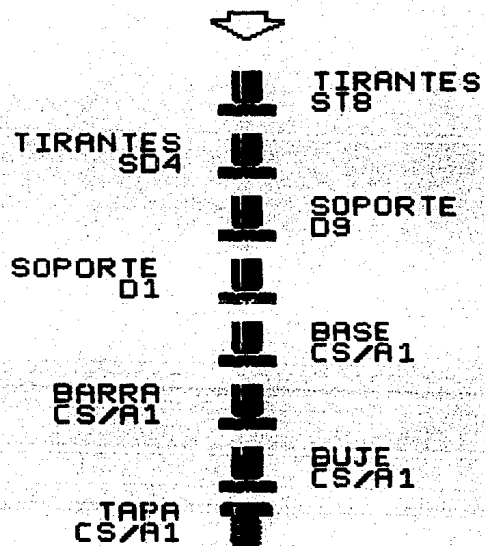 TIRANTES
ST8
TIRANTES
SD4
SOPORTE
D9
SOPORTE
D1
BASE
CS/A1
BARRA
CS/A1
BUJE
CS/A1
TAPA
CS/A1